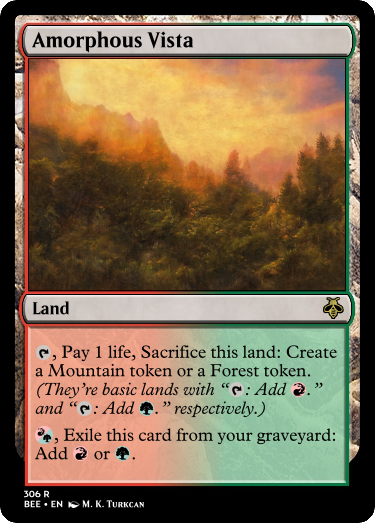 Amorphous Vista
Land
, Pay 1 life, Sacrifice this land: Create
a Mountain token or a Forest token.
(They're basic lands with “: Add .”
and “: Add .” respectively.)
, Exile this card from your graveyard:
Add or .
306 R
BEE • EN M. K. TURKCAN